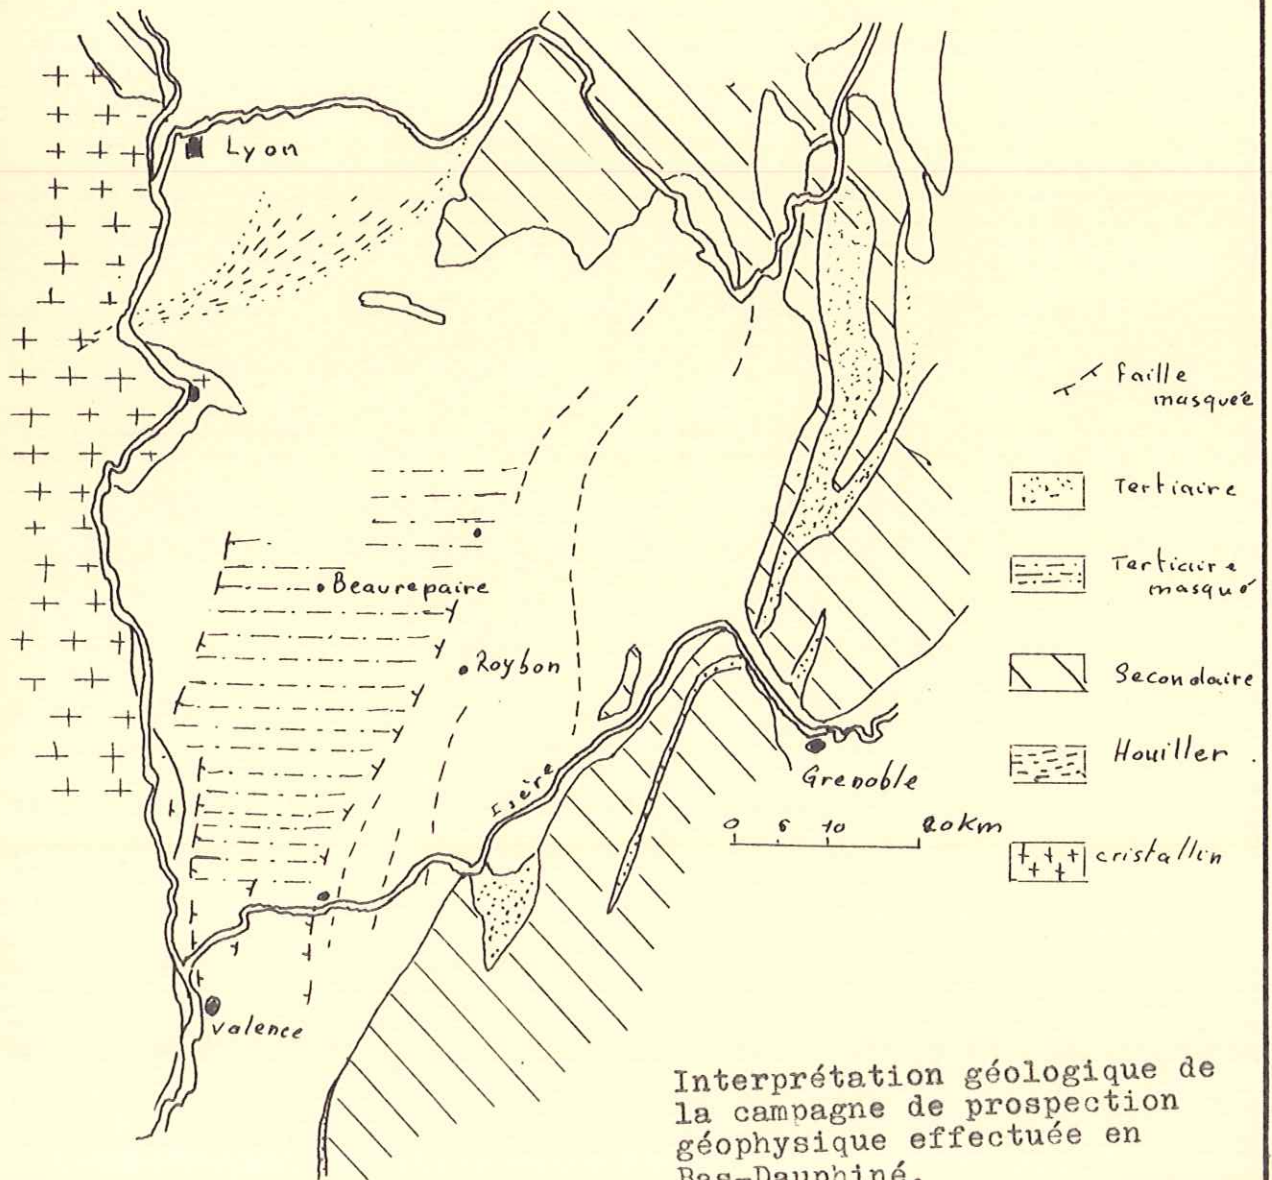 Lyon
Beaurepaire
Roybon
Isère
Grenoble
Valence
0 5 10 20Km
faille
masquée
Tertiaire
Tertiaire
masqué
Secondaire
Houiller
cristallin
Interprétation géologique de
la campagne de prospection
géophysique effectuée en
Bas-Dauphiné.